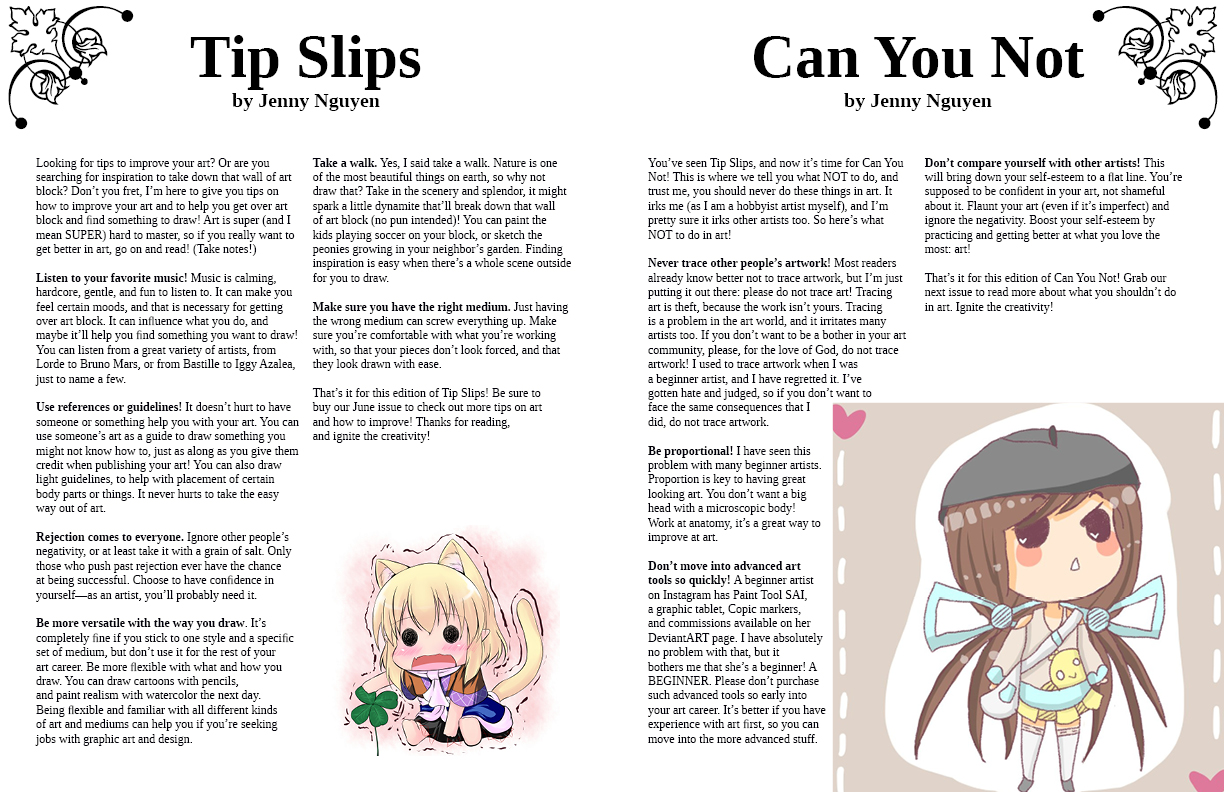 Tip Slips
by Jenny Nguyen
Looking for tips to improve your art? Or are you
searching for inspiration to take down that wall of art
block? Don’t you fret, I’m here to give you tips on
how to improve your art and to help you get over art
block and find something to draw! Art is super (and I
mean SUPER) hard to master, so if you really want to
get better in art, go on and read! (Take notes!)
Listen to your favorite music! Music is calming,
hardcore, gentle, and fun to listen to. It can make you
feel certain moods, and that is necessary for getting
over art block. It can influence what you do, and
maybe it’ll help you find something you want to draw!
You can listen from a great variety of artists, from
Lorde to Bruno Mars, or from Bastille to Iggy Azalea,
just to name a few.
Use references or guidelines! It doesn’t hurt to have
someone or something help you with your art. You can
use someone’s art as a guide to draw something you
might not know how to, just as along as you give them
credit when publishing your art! You can also draw
light guidelines, to help with placement of certain
body parts or things. It never hurts to take the easy
way out of art.
Rejection comes to everyone. Ignore other people’s
negativity, or at least take it with a grain of salt. Only
those who push past rejection ever have the chance
at being successful. Choose to have confidence in
yourself—as an artist, you’ll probably need it.
Be more versatile with the way you draw. It’s
completely fine if you stick to one style and a specific
set of medium, but don’t use it for the rest of your
art career. Be more flexible with what and how you
draw. You can draw cartoons with pencils,
and paint realism with watercolor the next day.
Being flexible and familiar with all different kinds
of art and mediums can help you if you’re seeking
jobs with graphic art and design.
Take a walk. Yes, I said take a walk. Nature is one
of the most beautiful things on earth, so why not
draw that? Take in the scenery and splendor, it might
spark a little dynamite that’ll break down that wall
of art block (no pun intended)! You can paint the
kids playing soccer on your block, or sketch the
peonies growing in your neighbor’s garden. Finding
inspiration is easy when there’s a whole scene outside
for you to draw.
Make sure you have the right medium. Just having
the wrong medium can screw everything up. Make
sure you’re comfortable with what you’re working
with, so that your pieces don’t look forced, and that
they look drawn with ease.
That’s it for this edition of Tip Slips! Be sure to
buy our June issue to check out more tips on art
and how to improve! Thanks for reading,
and ignite the creativity!
Can You Not
by Jenny Nguyen
You’ve seen Tip Slips, and now it’s time for Can You
Not! This is where we tell you what NOT to do, and
trust me, you should never do these things in art. It
irks me (as I am a hobbyist artist myself), and I’m
pretty sure it irks other artists too. So here’s what
NOT to do in art!
Never trace other people’s artwork! Most readers
already know better not to trace artwork, but I’m just
putting it out there: please do not trace art! Tracing
art is theft, because the work isn’t yours. Tracing
is a problem in the art world, and it irritates many
artists too. If you don’t want to be a bother in your art
community, please, for the love of God, do not trace
artwork! I used to trace artwork when I was
a beginner artist, and I have regretted it. I’ve
gotten hate and judged, so if you don’t want to
face the same consequences that I
did, do not trace artwork.
Be proportional! I have seen this
problem with many beginner artists.
Proportion is key to having great
looking art. You don’t want a big
head with a microscopic body!
Work at anatomy, it’s a great way to
improve at art.
Don’t move into advanced art
tools so quickly! A beginner artist
on Instagram has Paint Tool SAI,
a graphic tablet, Copic markers,
and commissions available on her
DeviantART page. I have absolutely
no problem with that, but it
bothers me that she’s a beginner! A
BEGINNER. Please don’t purchase
such advanced tools so early into
your art career. It’s better if you have
experience with art first, so you can
move into the more advanced stuff.
Don’t compare yourself with other artists! This
will bring down your self-esteem to a flat line. You’re
supposed to be confident in your art, not shameful
about it. Flaunt your art (even if it’s imperfect) and
ignore the negativity. Boost your self-esteem by
practicing and getting better at what you love the
most: art!
That’s it for this edition of Can You Not! Grab our
next issue to read more about what you shouldn’t do
in art. Ignite the creativity!